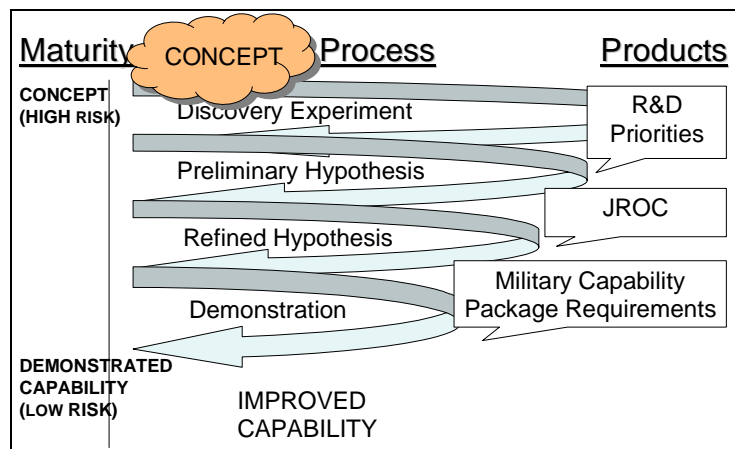 Maturity
CONCEPT
Process
Products
CONCEPT
(HIGH RISK)
Discovery Experiment
R&D
Priorities
Preliminary Hypothesis
JROC
Refined Hypothesis
Military Capability
Package Requirements
Demonstration
DEMONSTRATED
CAPABILITY
(LOW RISK)
IMPROVED
CAPABILITY